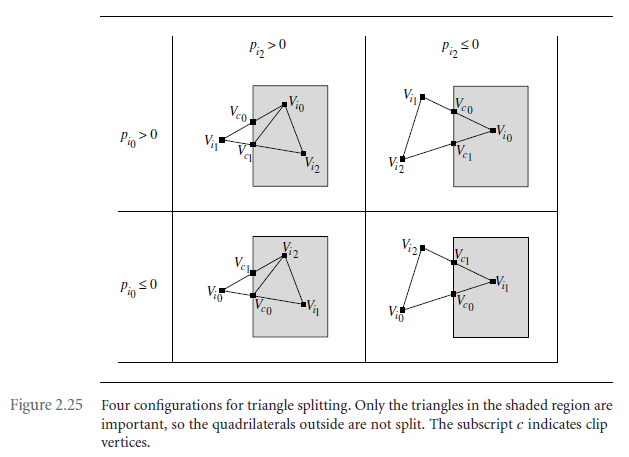 p_{i_2} > 0
p_{i_2} ≤ 0
p_{i_0} > 0
V_{c_0} V_{i_0}
V_{i_1} V_{c_1}
V_{i_2}
V_{i_1} V_{c_0}
V_{i_0}
V_{i_2} V_{c_1}
p_{i_0} ≤ 0
V_{c_1} V_{i_2}
V_{i_0} V_{c_0} V_{i_1}
V_{i_2} V_{c_1}
V_{i_1}
V_{i_0} V_{c_0}
Figure 2.25 Four configurations for triangle splitting. Only the triangles in the shaded region are
important, so the quadrilaterals outside are not split. The subscript c indicates clip
vertices.